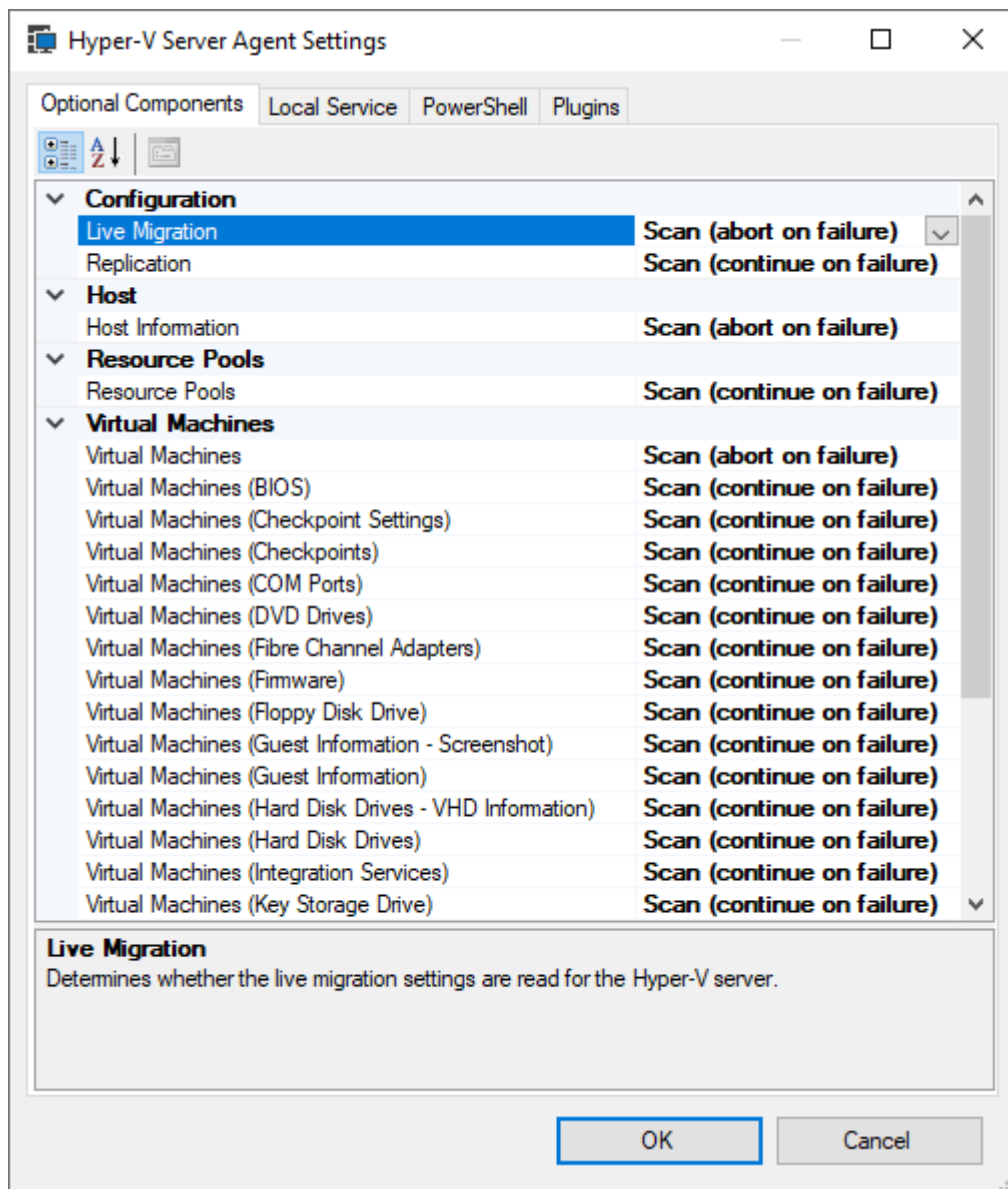 Hyper-V Server Agent Settings
Optional Components Local Service PowerShell Plugins
Configuration
Live Migration Scan (abort on failure)
Replication Scan (continue on failure)
Host
Host Information Scan (abort on failure)
Resource Pools
Resource Pools Scan (continue on failure)
Virtual Machines
Virtual Machines Scan (abort on failure)
Virtual Machines (BIOS) Scan (continue on failure)
Virtual Machines (Checkpoint Settings) Scan (continue on failure)
Virtual Machines (Checkpoints) Scan (continue on failure)
Virtual Machines (COM Ports) Scan (continue on failure)
Virtual Machines (DVD Drives) Scan (continue on failure)
Virtual Machines (Fibre Channel Adapters) Scan (continue on failure)
Virtual Machines (Firmware) Scan (continue on failure)
Virtual Machines (Floppy Disk Drive) Scan (continue on failure)
Virtual Machines (Guest Information - Screenshot) Scan (continue on failure)
Virtual Machines (Guest Information) Scan (continue on failure)
Virtual Machines (Hard Disk Drives - VHD Information) Scan (continue on failure)
Virtual Machines (Hard Disk Drives) Scan (continue on failure)
Virtual Machines (Integration Services) Scan (continue on failure)
Virtual Machines (Key Storage Drive) Scan (continue on failure)
Live Migration
Determines whether the live migration settings are read for the Hyper-V server.
OK Cancel